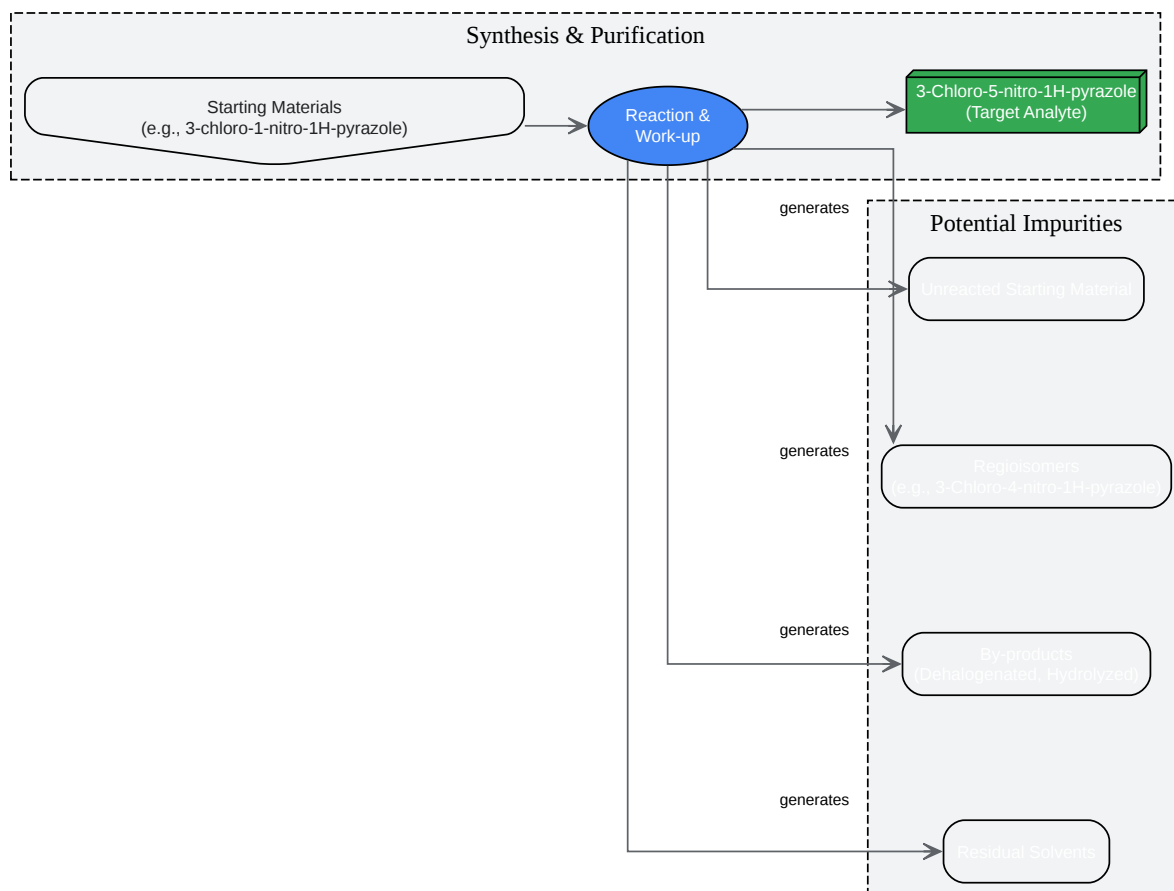 Synthesis & Purification
Starting Materials
(e.g., 3-chloro-1-nitro-1H-pyrazole)
Reaction &
Work-up
3-Chloro-5-nitro-1H-pyrazole
(Target Analyte)
generates
Potential Impurities
Unreacted Starting Material
generates
Regioisomers
(e.g., 3-Chloro-4-nitro-1H-pyrazole)
generates
By-products
(Dehalogenated, Hydrolyzed)
generates
Residual Solvents